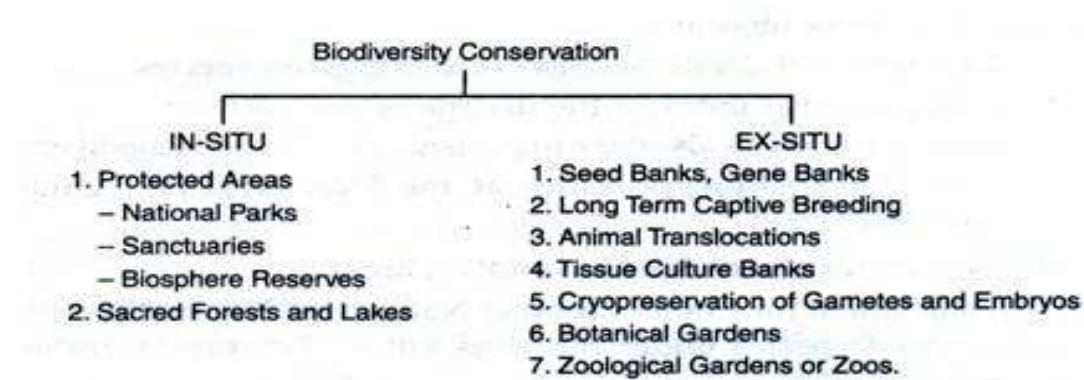 Biodiversity Conservation
IN-SITU
1. Protected Areas
– National Parks
– Sanctuaries
– Biosphere Reserves
2. Sacred Forests and Lakes
EX-SITU
1. Seed Banks, Gene Banks
2. Long Term Captive Breeding
3. Animal Translocations
4. Tissue Culture Banks
5. Cryopreservation of Gametes and Embryos
6. Botanical Gardens
7. Zoological Gardens or Zoos.